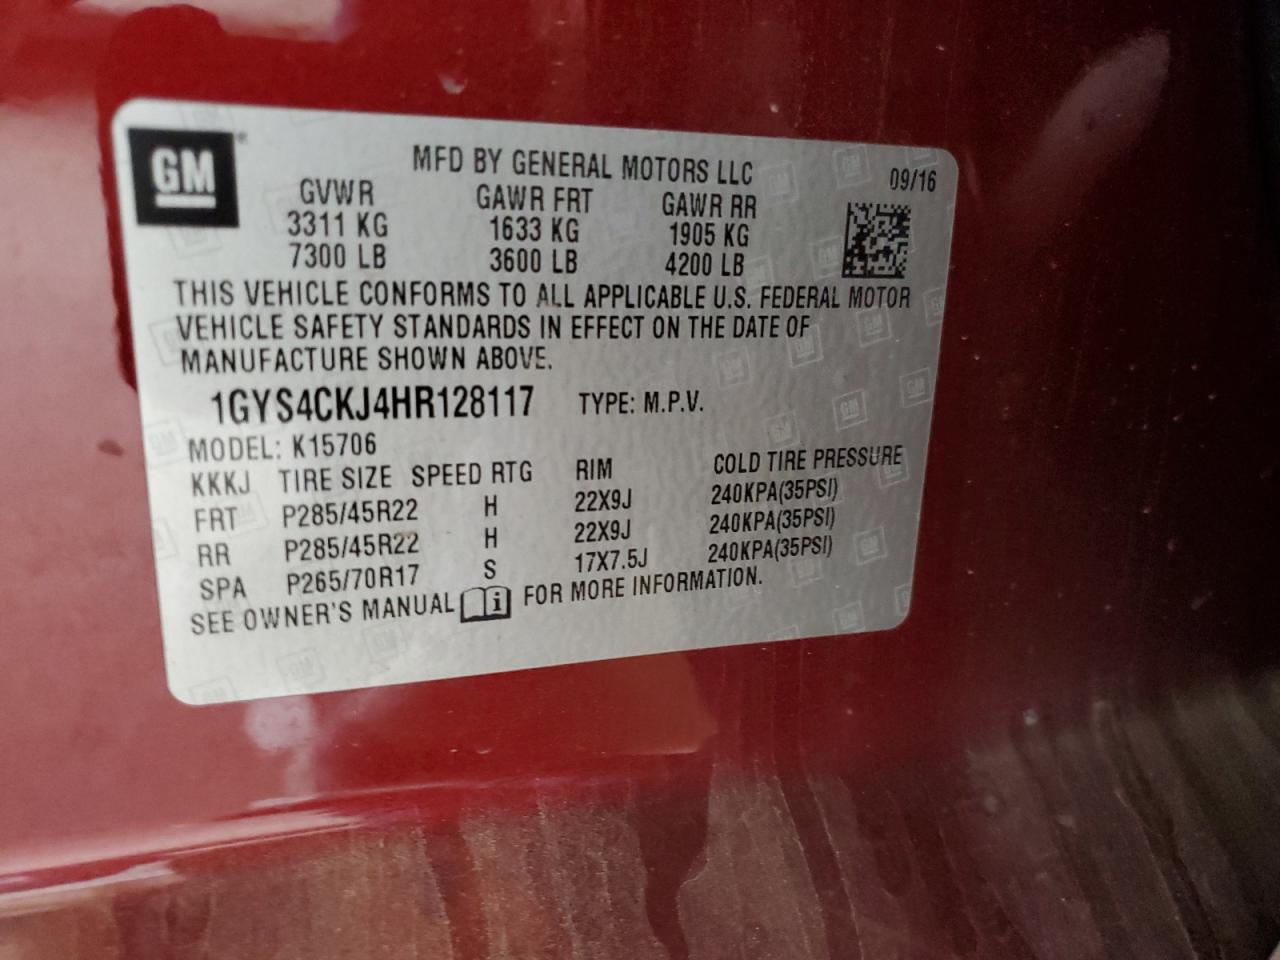 GM®
MFD BY GENERAL MOTORS LLC
09/16
GVWR GAWR FRT GAWR RR
3311 KG 1633 KG 1905 KG
7300 LB 3600 LB 4200 LB
THIS VEHICLE CONFORMS TO ALL APPLICABLE U.S. FEDERAL MOTOR
VEHICLE SAFETY STANDARDS IN EFFECT ON THE DATE OF
MANUFACTURE SHOWN ABOVE.
1GYS4CKJ4HR128117 TYPE: M.P.V.
MODEL: K15706
KKKJ TIRE SIZE SPEED RTG RIM COLD TIRE PRESSURE
FRT P285/45R22 H 22X9J 240KPA(35PSI)
RR P285/45R22 H 22X9J 240KPA(35PSI)
SPA P265/70R17 S 17X7.5J 240KPA(35PSI)
SEE OWNER'S MANUAL i FOR MORE INFORMATION.